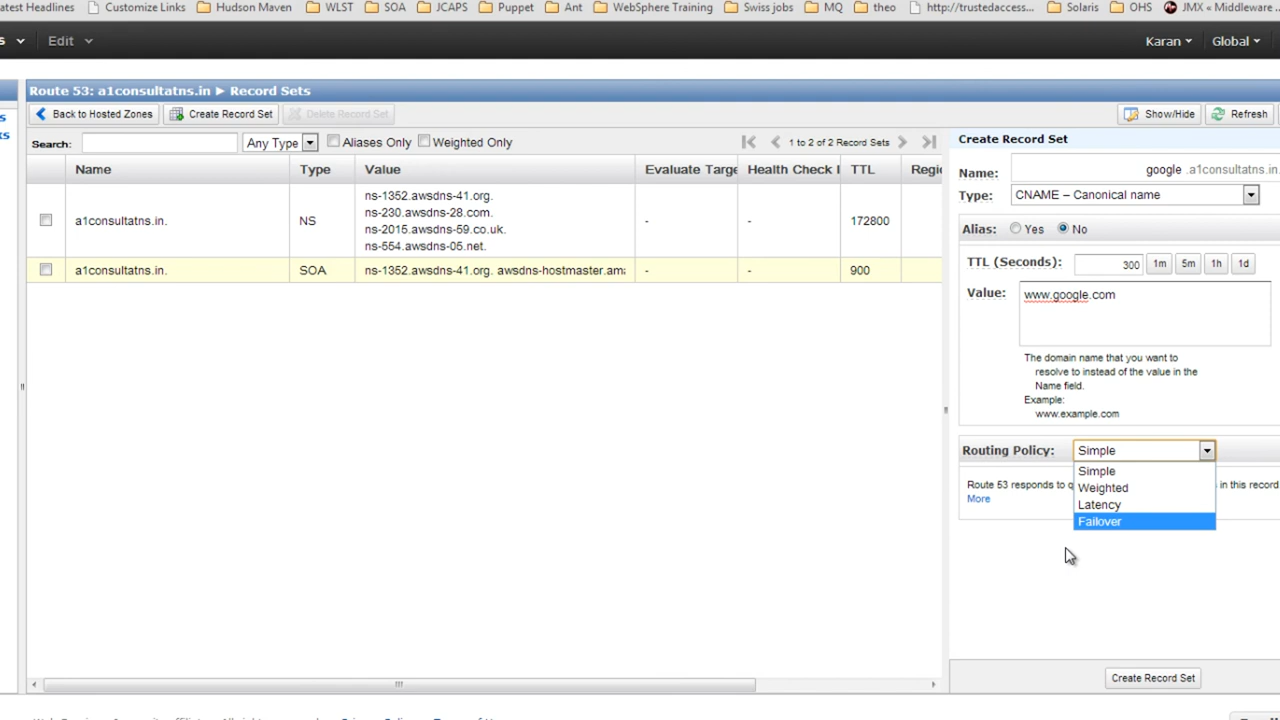 atest Headlines Customize Links Hudson Maven WLST SOA JCAPS Puppet Ant WebSphere Training Swiss jobs MQ theo http://trustedaccess... Solaris OHS JMX « Middleware ...
s Edit Karan Global
Route 53: a1consultatns.in ▶ Record Sets
Back to Hosted Zones Create Record Set Delete Record Set Show/Hide Refresh
Search: Any Type Aliases Only Weighted Only 1 to 2 of 2 Record Sets
Create Record Set
Name Type Value Evaluate Targe Health Check I TTL Regio
Name: google .a1consultatns.in.
Type: CNAME – Canonical name
a1consultatns.in. NS ns-1352.awsdns-41.org. - - 172800
ns-230.awsdns-28.com.
ns-2015.awsdns-59.co.uk.
ns-554.awsdns-05.net.
a1consultatns.in. SOA ns-1352.awsdns-41.org. awsdns-hostmaster.ama - - 900
Alias: Yes No
TTL (Seconds): 300 1m 5m 1h 1d
Value: www.google.com
The domain name that you want to
resolve to instead of the value in the
Name field.
Example:
www.example.com
Routing Policy: Simple
Simple
Weighted
Latency
Failover
Route 53 responds to q in this record
More
Create Record Set